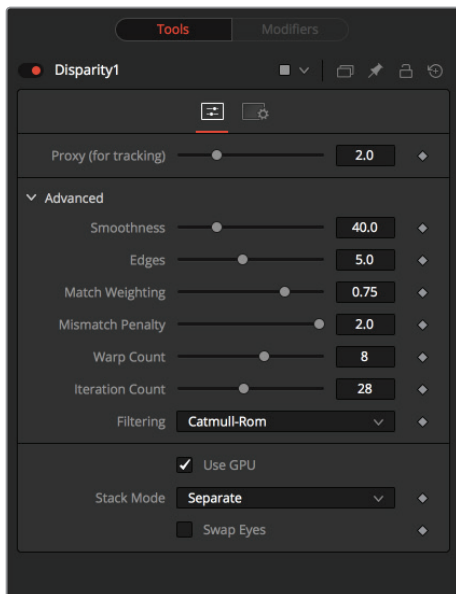 Tools Modifiers
Disparity1
Proxy (for tracking) 2.0
Advanced
Smoothness 40.0
Edges 5.0
Match Weighting 0.75
Mismatch Penalty 2.0
Warp Count 8
Iteration Count 28
Filtering Catmull-Rom
Use GPU
Stack Mode Separate
Swap Eyes